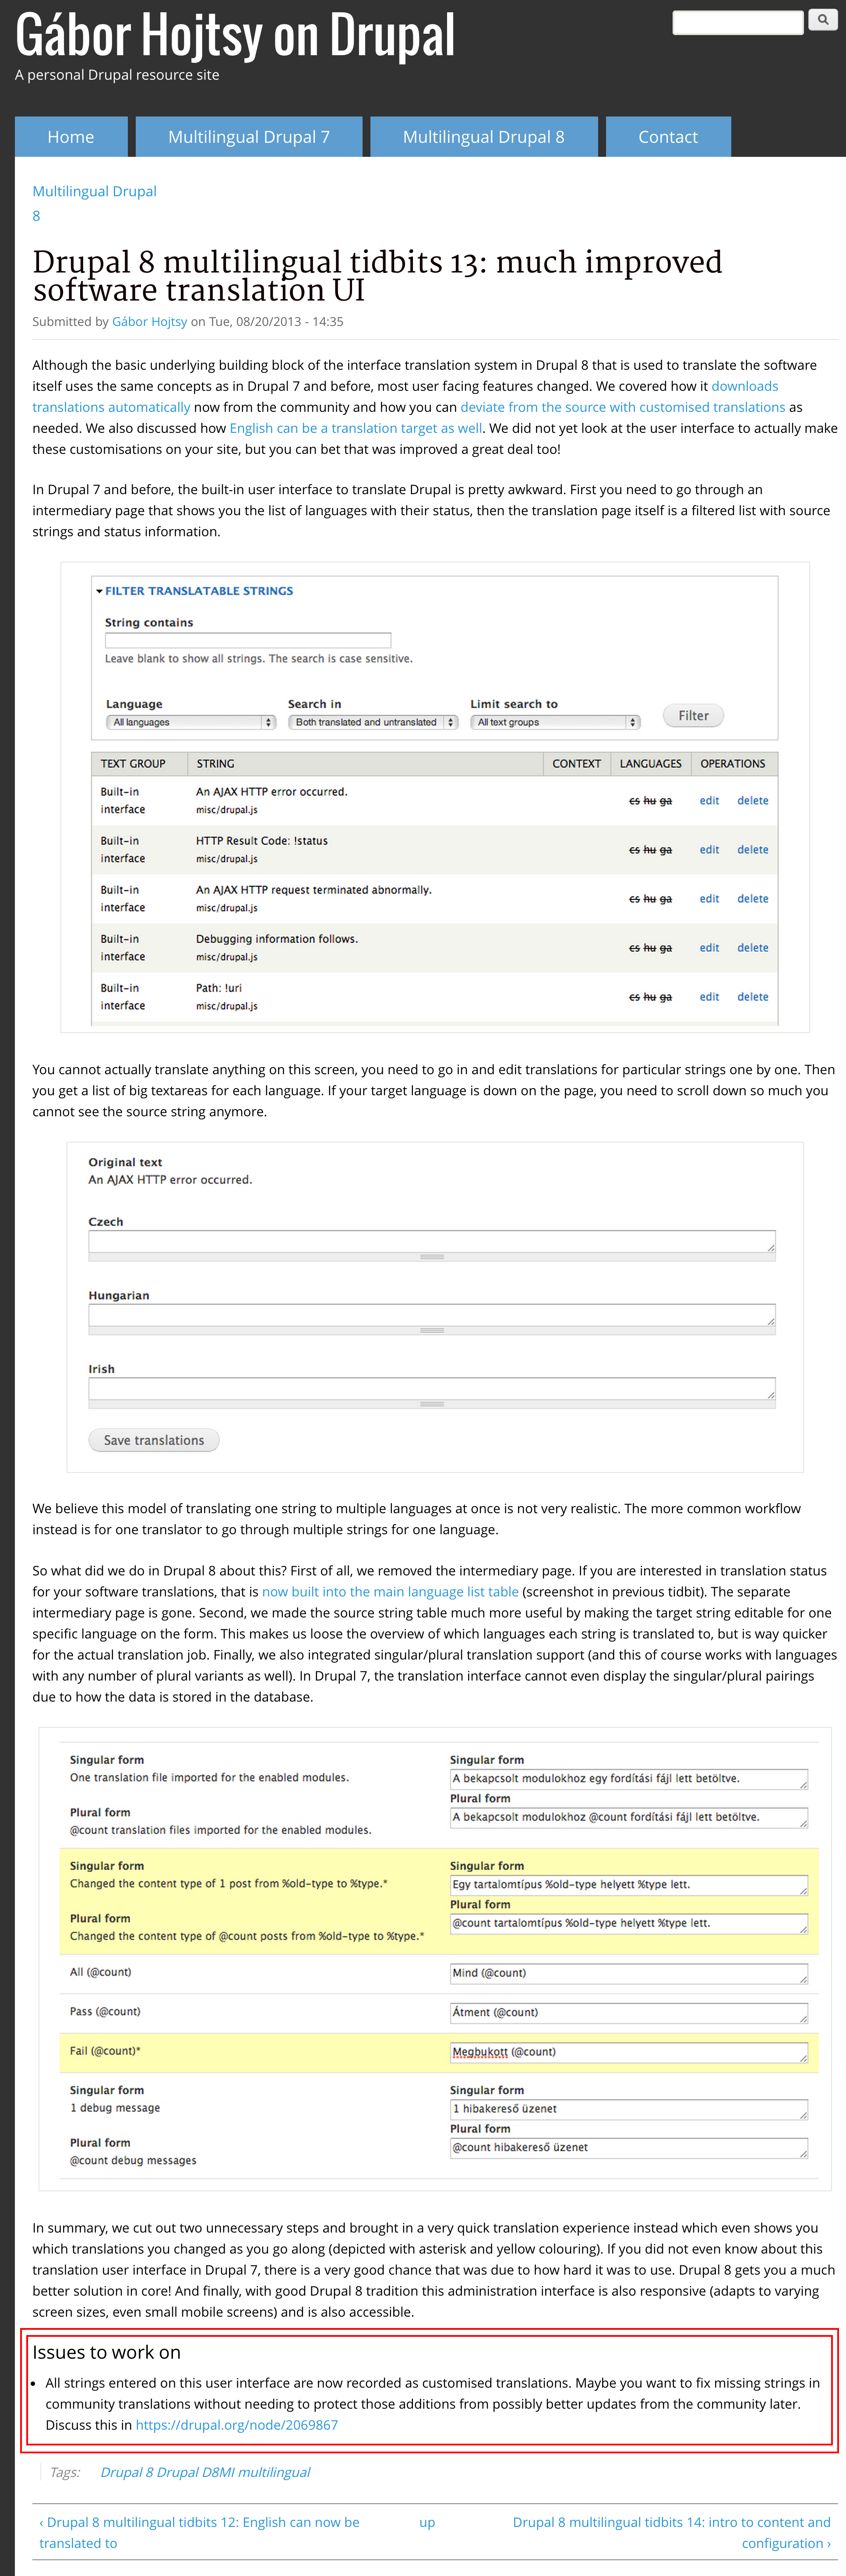 Gábor Hojtsy on Drupal
A personal Drupal resource site
Home
Multilingual Drupal 7
Multilingual Drupal 8
Contact
Multilingual Drupal
8
Drupal 8 multilingual tidbits 13: much improved
software translation UI
Submitted by Gábor Hojtsy on Tue, 08/20/2013 - 14:35
Although the basic underlying building block of the interface translation system in Drupal 8 that is used to translate the software
itself uses the same concepts as in Drupal 7 and before, most user facing features changed. We covered how it downloads
translations automatically now from the community and how you can deviate from the source with customised translations as
needed. We also discussed how English can be a translation target as well. We did not yet look at the user interface to actually make
these customisations on your site, but you can bet that was improved a great deal too!
In Drupal 7 and before, the built-in user interface to translate Drupal is pretty awkward. First you need to go through an
intermediary page that shows you the list of languages with their status, then the translation page itself is a filtered list with source
strings and status information.
FILTER TRANSLATABLE STRINGS
String contains
Leave blank to show all strings. The search is case sensitive.
Language Search in Limit search to
All languages Both translated and untranslated All text groups Filter
TEXT GROUP STRING CONTEXT LANGUAGES OPERATIONS
Built-in An AJAX HTTP error occurred.
interface misc/drupal.js cs hu ga edit delete
Built-in HTTP Result Code: !status
interface misc/drupal.js cs hu ga edit delete
Built-in An AJAX HTTP request terminated abnormally.
interface misc/drupal.js cs hu ga edit delete
Built-in Debugging information follows.
interface misc/drupal.js cs hu ga edit delete
Built-in Path: !uri
interface misc/drupal.js cs hu ga edit delete
You cannot actually translate anything on this screen, you need to go in and edit translations for particular strings one by one. Then
you get a list of big textareas for each language. If your target language is down on the page, you need to scroll down so much you
cannot see the source string anymore.
Original text
An AJAX HTTP error occurred.
Czech
Hungarian
Irish
Save translations
We believe this model of translating one string to multiple languages at once is not very realistic. The more common workflow
instead is for one translator to go through multiple strings for one language.
So what did we do in Drupal 8 about this? First of all, we removed the intermediary page. If you are interested in translation status
for your software translations, that is now built into the main language list table (screenshot in previous tidbit). The separate
intermediary page is gone. Second, we made the source string table much more useful by making the target string editable for one
specific language on the form. This makes us loose the overview of which languages each string is translated to, but is way quicker
for the actual translation job. Finally, we also integrated singular/plural translation support (and this of course works with languages
with any number of plural variants as well). In Drupal 7, the translation interface cannot even display the singular/plural pairings
due to how the data is stored in the database.
Singular form Singular form
One translation file imported for the enabled modules. A bekapcsolt modulokhoz egy fordítási fájl lett betöltve.
Plural form Plural form
@count translation files imported for the enabled modules. A bekapcsolt modulokhoz @count fordítási fájl lett betöltve.
Singular form Singular form
Changed the content type of 1 post from %old-type to %type.* Egy tartalomtípus %old-type helyett %type lett.
Plural form Plural form
Changed the content type of @count posts from %old-type to %type.* @count tartalomtípus %old-type helyett %type lett.
All (@count) Mind (@count)
Pass (@count) Átment (@count)
Fail (@count)* Megbukott (@count)
Singular form Singular form
1 debug message 1 hibakereső üzenet
Plural form Plural form
@count debug messages @count hibakereső üzenet
In summary, we cut out two unnecessary steps and brought in a very quick translation experience instead which even shows you
which translations you changed as you go along (depicted with asterisk and yellow colouring). If you did not even know about this
translation user interface in Drupal 7, there is a very good chance that was due to how hard it was to use. Drupal 8 gets you a much
better solution in core! And finally, with good Drupal 8 tradition this administration interface is also responsive (adapts to varying
screen sizes, even small mobile screens) and is also accessible.
Issues to work on
• All strings entered on this user interface are now recorded as customised translations. Maybe you want to fix missing strings in
community translations without needing to protect those additions from possibly better updates from the community later.
Discuss this in https://drupal.org/node/2069867
Tags: Drupal 8 Drupal D8MI multilingual
‹ Drupal 8 multilingual tidbits 12: English can now be
translated to
up
Drupal 8 multilingual tidbits 14: intro to content and
configuration ›